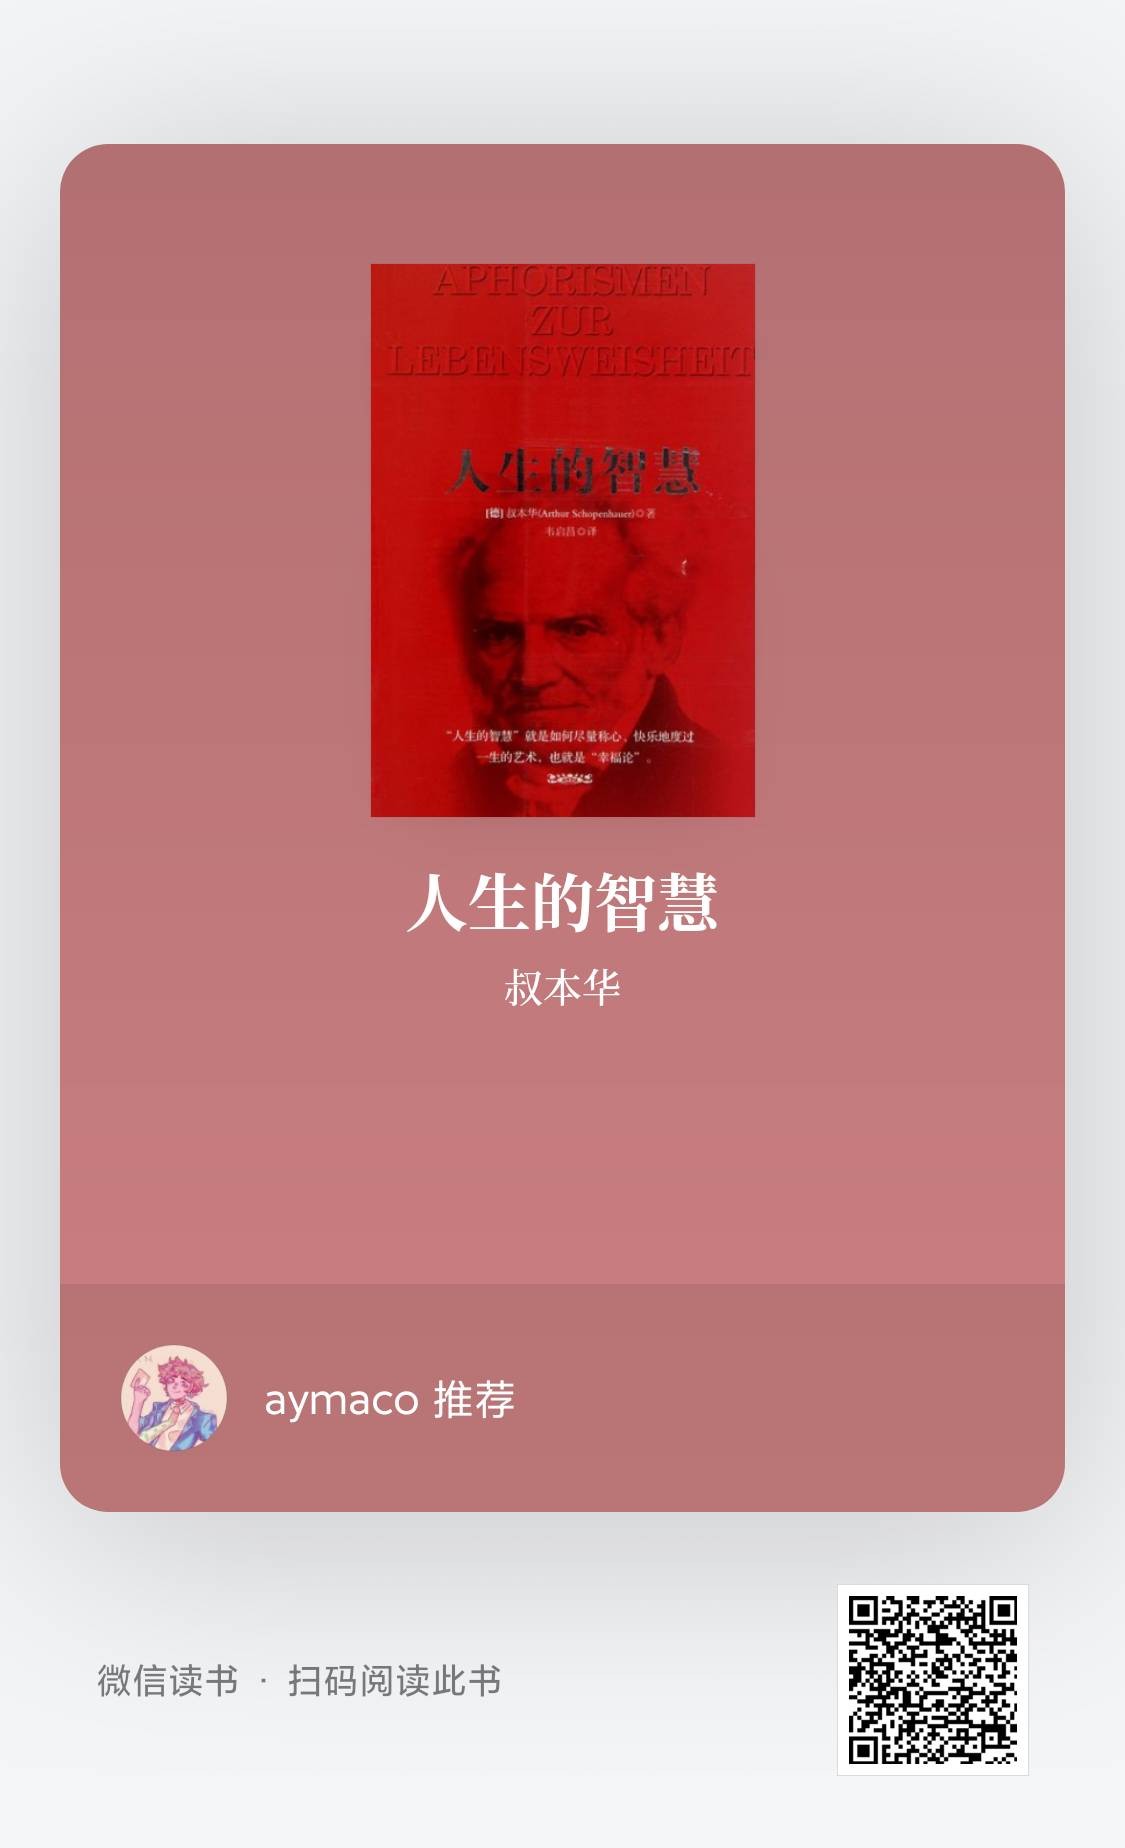 APHORISMEN
ZUR
LEBENSWEISHEIT
人生的智慧
[德] 叔本华(Arthur Schopenhauer)◎著
韦启昌◎译
“人生的智慧”就是如何尽量称心、快乐地度过
一生的艺术，也就是“幸福论”。
人生的智慧
叔本华
aymaco 推荐
微信读书 · 扫码阅读此书